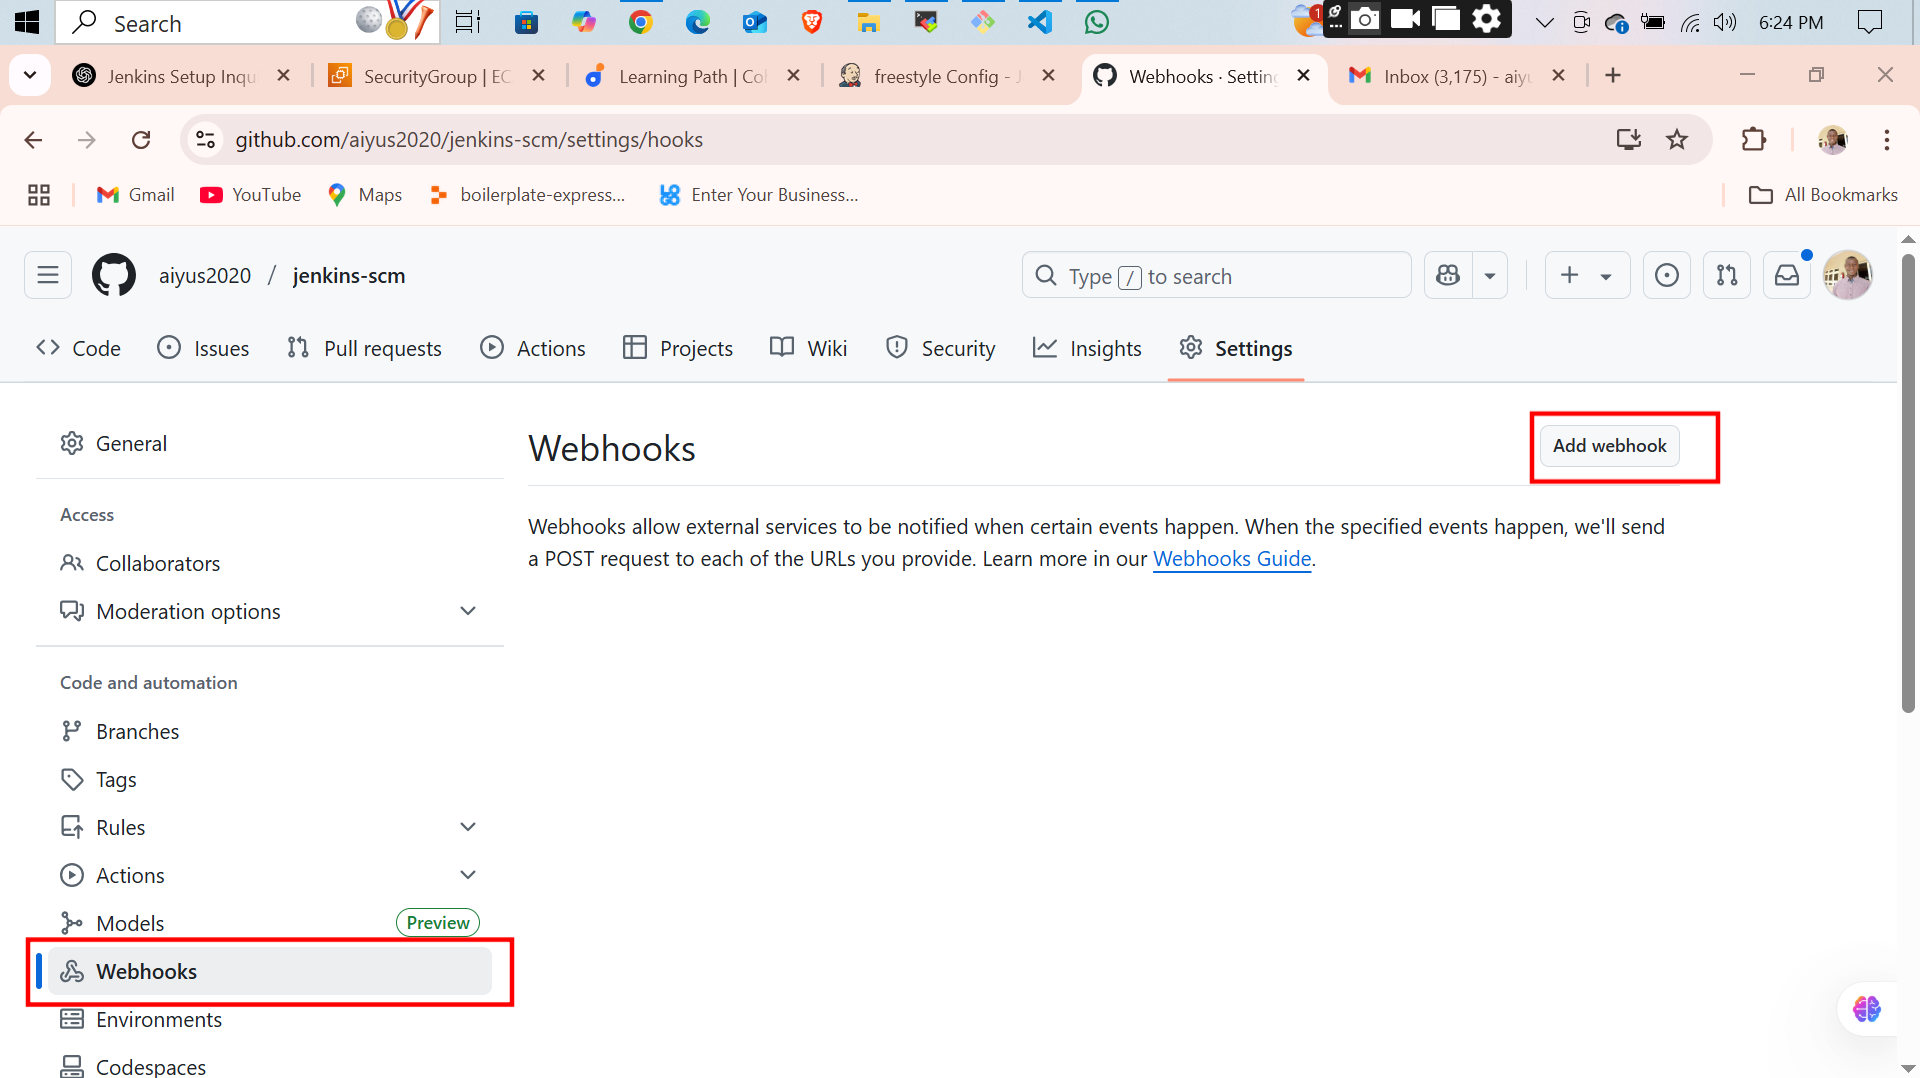 Search
1
6:24 PM
Jenkins Setup Inqu
SecurityGroup | EC
Learning Path | Col
freestyle Config - J
Webhooks · Setting
Inbox (3,175) - aiyu
github.com/aiyus2020/jenkins-scm/settings/hooks
Gmail
YouTube
Maps
boilerplate-express...
Enter Your Business...
All Bookmarks
aiyus2020 / jenkins-scm
Type / to search
Code
Issues
Pull requests
Actions
Projects
Wiki
Security
Insights
Settings
General
Access
Collaborators
Moderation options
Code and automation
Branches
Tags
Rules
Actions
Models
Preview
Webhooks
Environments
Codespaces
Webhooks
Add webhook
Webhooks allow external services to be notified when certain events happen. When the specified events happen, we'll send
a POST request to each of the URLs you provide. Learn more in our Webhooks Guide.